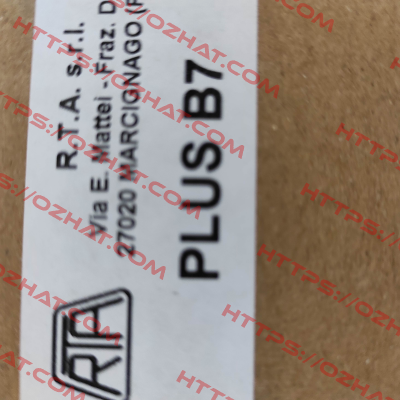 R.T.A. s.r.l.
Via E. Mattei - Fraz. D
27020 MARCIGNAGO (P
PLUS B7
RTA
HTTPS://OZHAT.COM